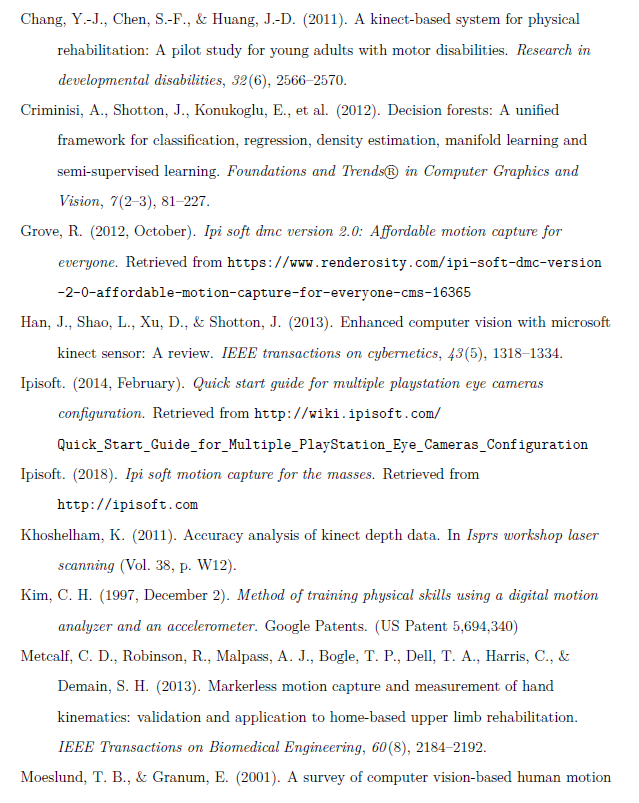 Chang, Y.-J., Chen, S.-F., & Huang, J.-D. (2011). A kinect-based system for physical
rehabilitation: A pilot study for young adults with motor disabilities. Research in
developmental disabilities, 32(6), 2566–2570.
Criminisi, A., Shotton, J., Konukoglu, E., et al. (2012). Decision forests: A unified
framework for classification, regression, density estimation, manifold learning and
semi-supervised learning. Foundations and Trends® in Computer Graphics and
Vision, 7(2–3), 81–227.
Grove, R. (2012, October). Ipi soft dmc version 2.0: Affordable motion capture for
everyone. Retrieved from https://www.renderosity.com/ipi-soft-dmc-version
-2-0-affordable-motion-capture-for-everyone-cms-16365
Han, J., Shao, L., Xu, D., & Shotton, J. (2013). Enhanced computer vision with microsoft
kinect sensor: A review. IEEE transactions on cybernetics, 43(5), 1318–1334.
Ipisoft. (2014, February). Quick start guide for multiple playstation eye cameras
configuration. Retrieved from http://wiki.ipisoft.com/
Quick_Start_Guide_for_Multiple_PlayStation_Eye_Cameras_Configuration
Ipisoft. (2018). Ipi soft motion capture for the masses. Retrieved from
http://ipisoft.com
Khoshelham, K. (2011). Accuracy analysis of kinect depth data. In Isprs workshop laser
scanning (Vol. 38, p. W12).
Kim, C. H. (1997, December 2). Method of training physical skills using a digital motion
analyzer and an accelerometer. Google Patents. (US Patent 5,694,340)
Metcalf, C. D., Robinson, R., Malpass, A. J., Bogle, T. P., Dell, T. A., Harris, C., &
Demain, S. H. (2013). Markerless motion capture and measurement of hand
kinematics: validation and application to home-based upper limb rehabilitation.
IEEE Transactions on Biomedical Engineering, 60(8), 2184–2192.
Moeslund, T. B., & Granum, E. (2001). A survey of computer vision-based human motion